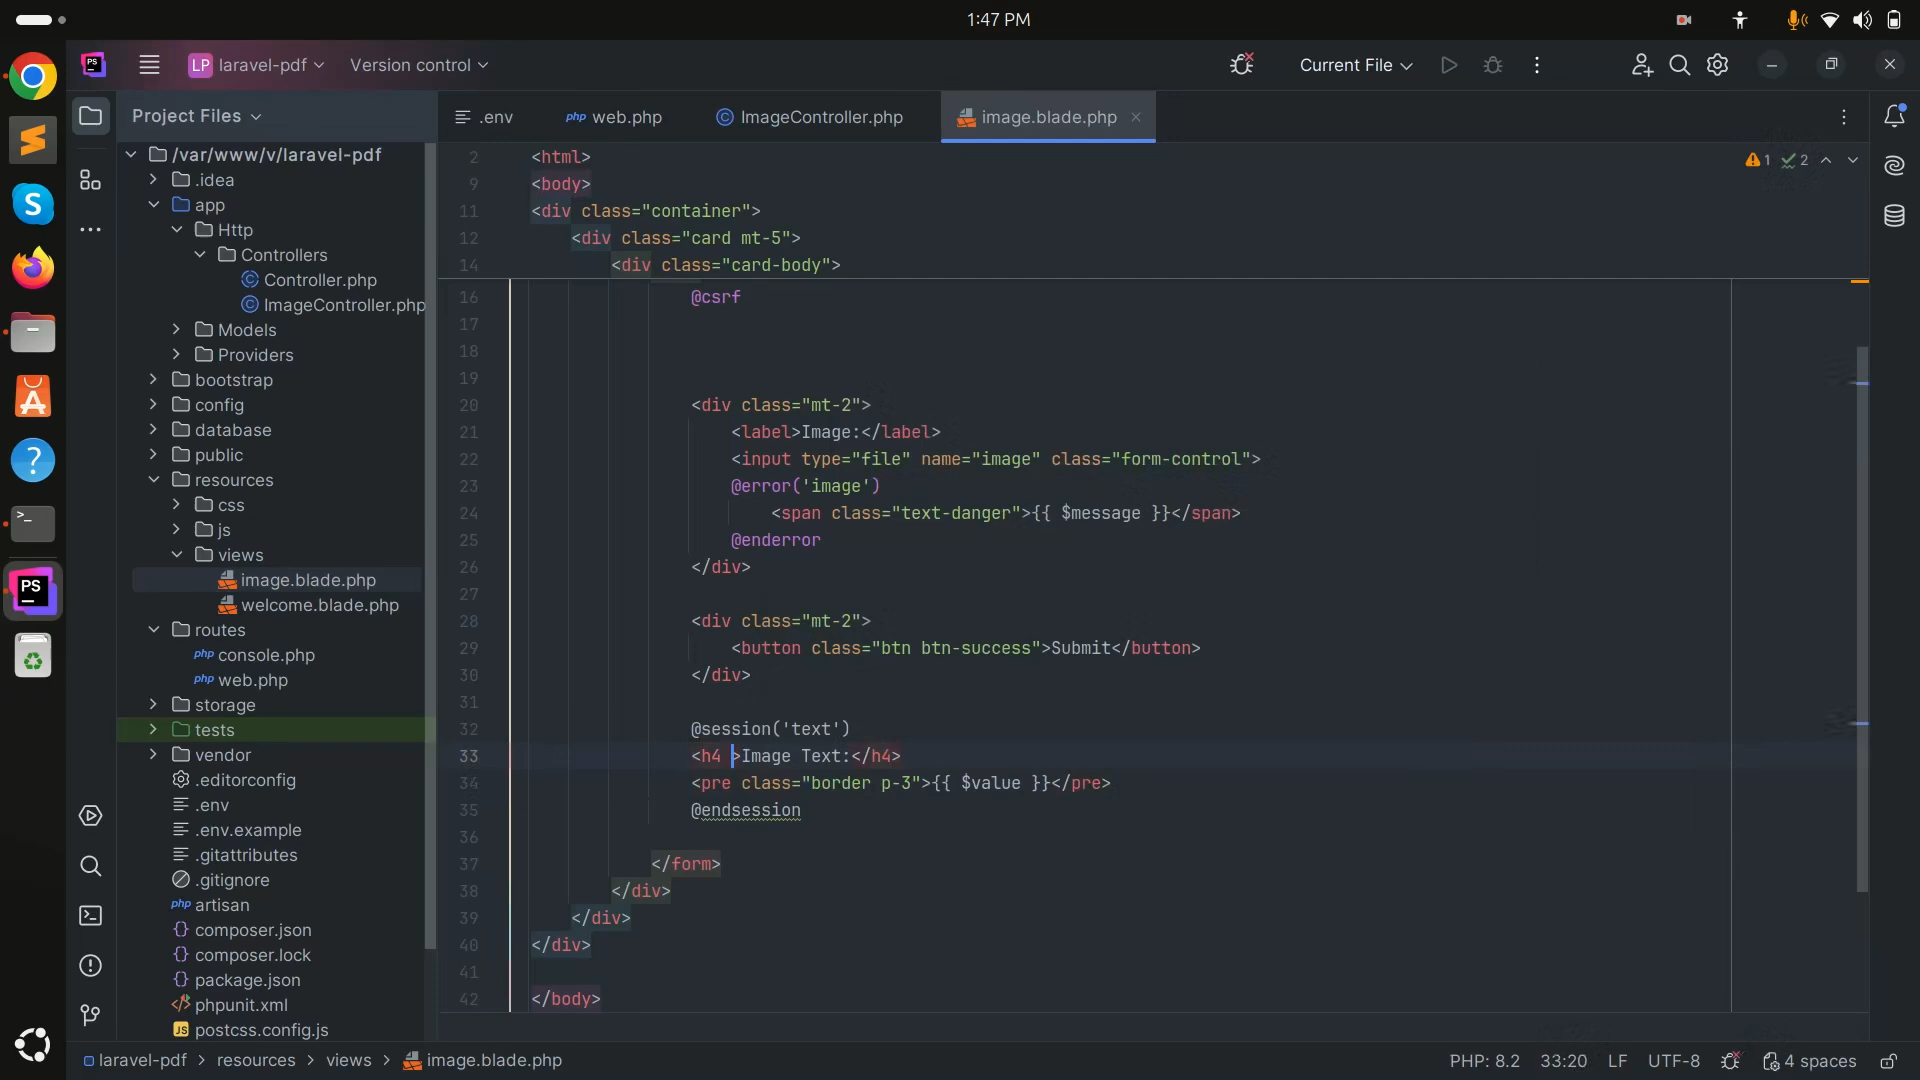 1:47 PM
LP laravel-pdf
Version control
Current File
Project Files
.env
php web.php
ImageController.php
image.blade.php
/var/www/v/laravel-pdf
.idea
app
Http
Controllers
Controller.php
ImageController.php
Models
Providers
bootstrap
config
database
public
resources
css
js
views
image.blade.php
welcome.blade.php
routes
php console.php
php web.php
storage
tests
vendor
.editorconfig
.env
.env.example
.gitattributes
.gitignore
php artisan
composer.json
composer.lock
package.json
phpunit.xml
JS postcss.config.js
1 2
2 <html>
9 <body>
11 <div class="container">
12 <div class="card mt-5">
14 <div class="card-body">
16 @csrf
17
18
19
20 <div class="mt-2">
21 <label>Image:</label>
22 <input type="file" name="image" class="form-control">
23 @error('image')
24 <span class="text-danger">{{ $message }}</span>
25 @enderror
26 </div>
27
28 <div class="mt-2">
29 <button class="btn btn-success">Submit</button>
30 </div>
31
32 @session('text')
33 <h4 >Image Text:</h4>
34 <pre class="border p-3">{{ $value }}</pre>
35 @endsession
36
37 </form>
38 </div>
39 </div>
40 </div>
41
42 </body>
laravel-pdf > resources > views > image.blade.php
PHP: 8.2 33:20 LF UTF-8 4 spaces